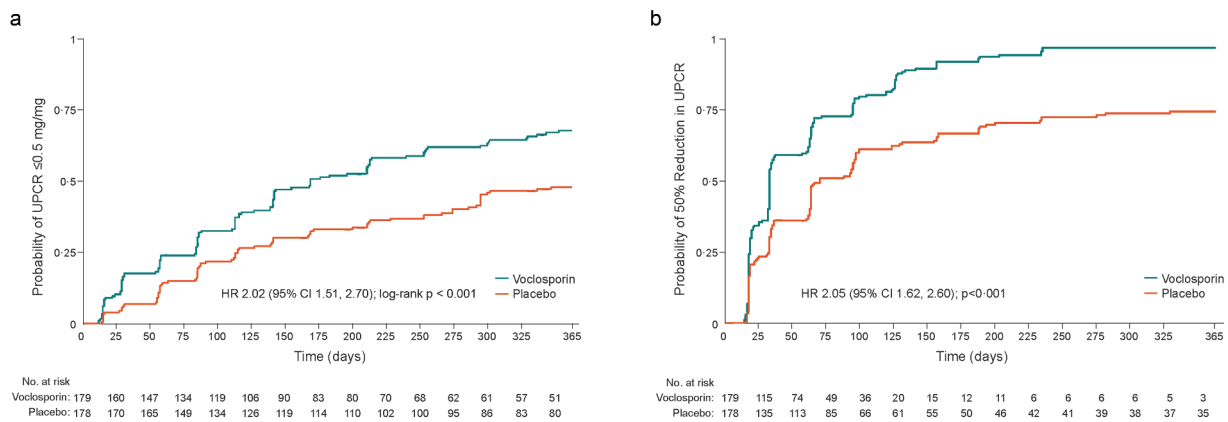 a
1
0·75
0·5
0·25
0
Probability of UPCR ≤0.5 mg/mg
Voclosporin
Placebo
HR 2.02 (95% CI 1.51, 2.70); log-rank p < 0.001
0 25 50 75 100 125 150 175 200 225 250 275 300 325 365
Time (days)
No. at risk
Voclosporin: 179 160 147 134 119 106 90 83 80 70 68 62 61 57 51
Placebo: 178 170 165 149 134 126 119 114 110 102 100 95 86 83 80
b
1
0·75
0·5
0·25
0
Probability of 50% Reduction in UPCR
Voclosporin
Placebo
HR 2.05 (95% CI 1.62, 2.60); p<0·001
0 25 50 75 100 125 150 175 200 225 250 275 300 325 365
Time (days)
No. at risk
Voclosporin: 179 115 74 49 36 20 15 12 11 6 6 6 6 5 3
Placebo: 178 135 113 85 66 61 55 50 46 42 41 39 38 37 35